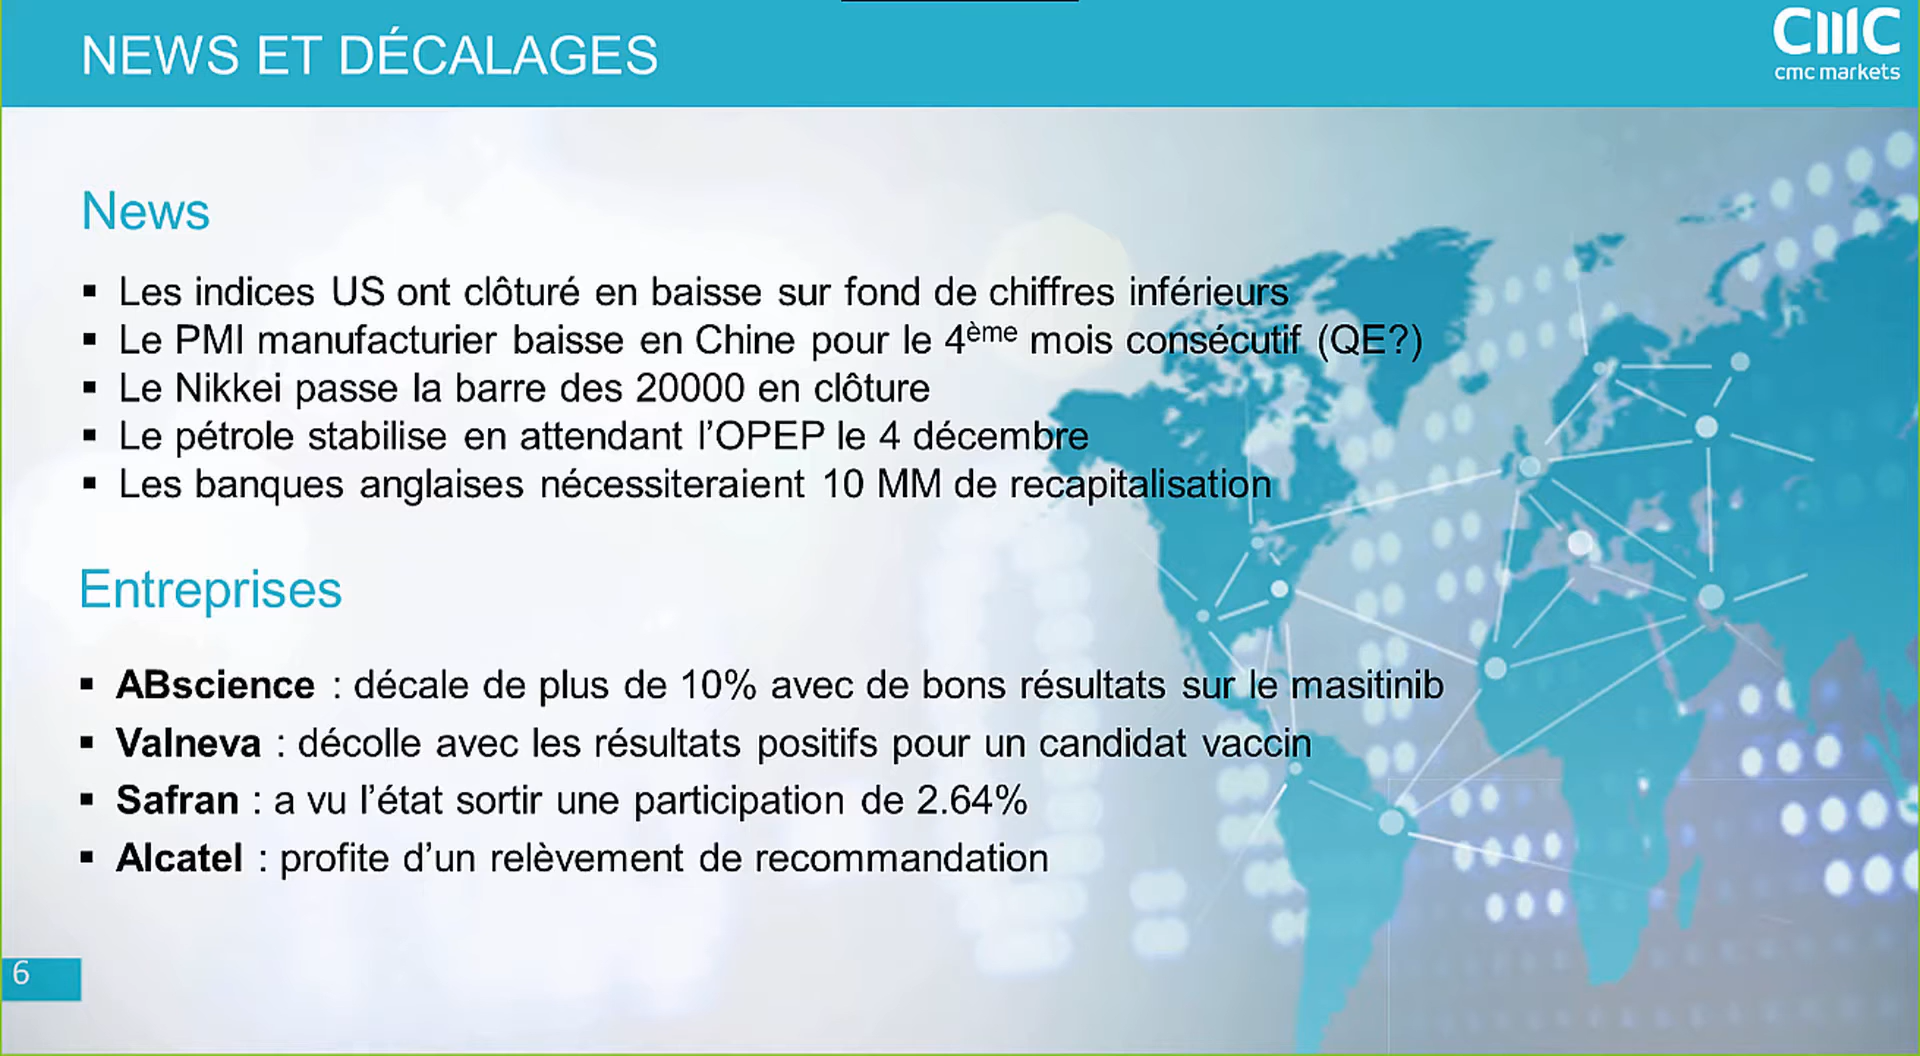 NEWS ET DÉCALAGES
CMC
cmc markets
News
▪ Les indices US ont clôturé en baisse sur fond de chiffres inférieurs
▪ Le PMI manufacturier baisse en Chine pour le 4ème mois consécutif (QE?)
▪ Le Nikkei passe la barre des 20000 en clôture
▪ Le pétrole stabilise en attendant l’OPEP le 4 décembre
▪ Les banques anglaises nécessiteraient 10 MM de recapitalisation
Entreprises
▪ ABscience : décale de plus de 10% avec de bons résultats sur le masitinib
▪ Valneva : décolle avec les résultats positifs pour un candidat vaccin
▪ Safran : a vu l’état sortir une participation de 2.64%
▪ Alcatel : profite d’un relèvement de recommandation
6